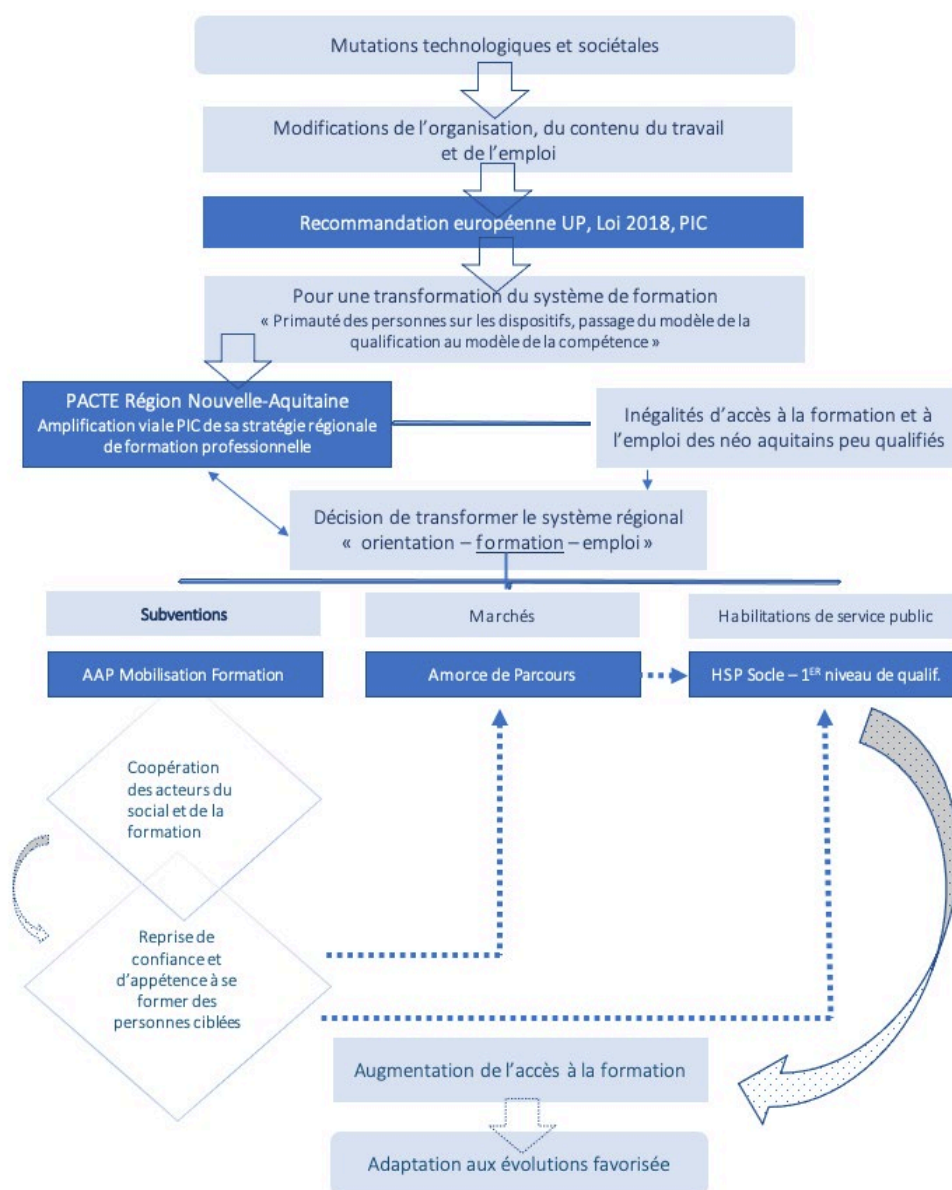 Mutations technologiques et sociétales
Modifications de l'organisation, du contenu du travail
et de l'emploi
Recommandation européenne UP, Loi 2018, PIC
Pour une transformation du système de formation
« Primauté des personnes sur les dispositifs, passage du modèle de la
qualification au modèle de la compétence »
PACTE Région Nouvelle-Aquitaine
Amplification via le PIC de sa stratégie régionale
de formation professionnelle
Inégalités d'accès à la formation et à
l'emploi des néo aquitains peu qualifiés
Décision de transformer le système régional
« orientation – formation – emploi »
Subventions
Marchés
Habilitations de service public
AAP Mobilisation Formation
Amorce de Parcours
HSP Socle – 1ER niveau de qualif.
Coopération
des acteurs du
social et de la
formation
Reprise de
confiance et
d'appétence à se
former des
personnes ciblées
Augmentation de l'accès à la formation
Adaptation aux évolutions favorisée